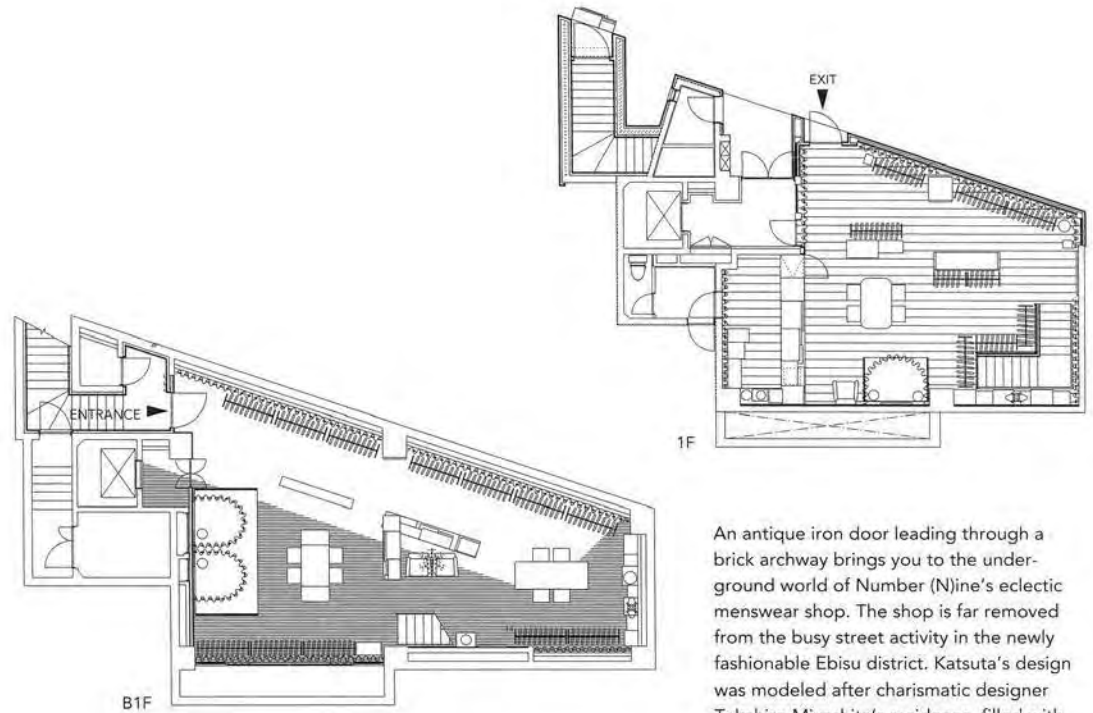 EXIT
1F
ENTRANCE
B1F
An antique iron door leading through a
brick archway brings you to the under-
ground world of Number (N)ine's eclectic
menswear shop. The shop is far removed
from the busy street activity in the newly
fashionable Ebisu district. Katsuta's design
was modeled after charismatic designer